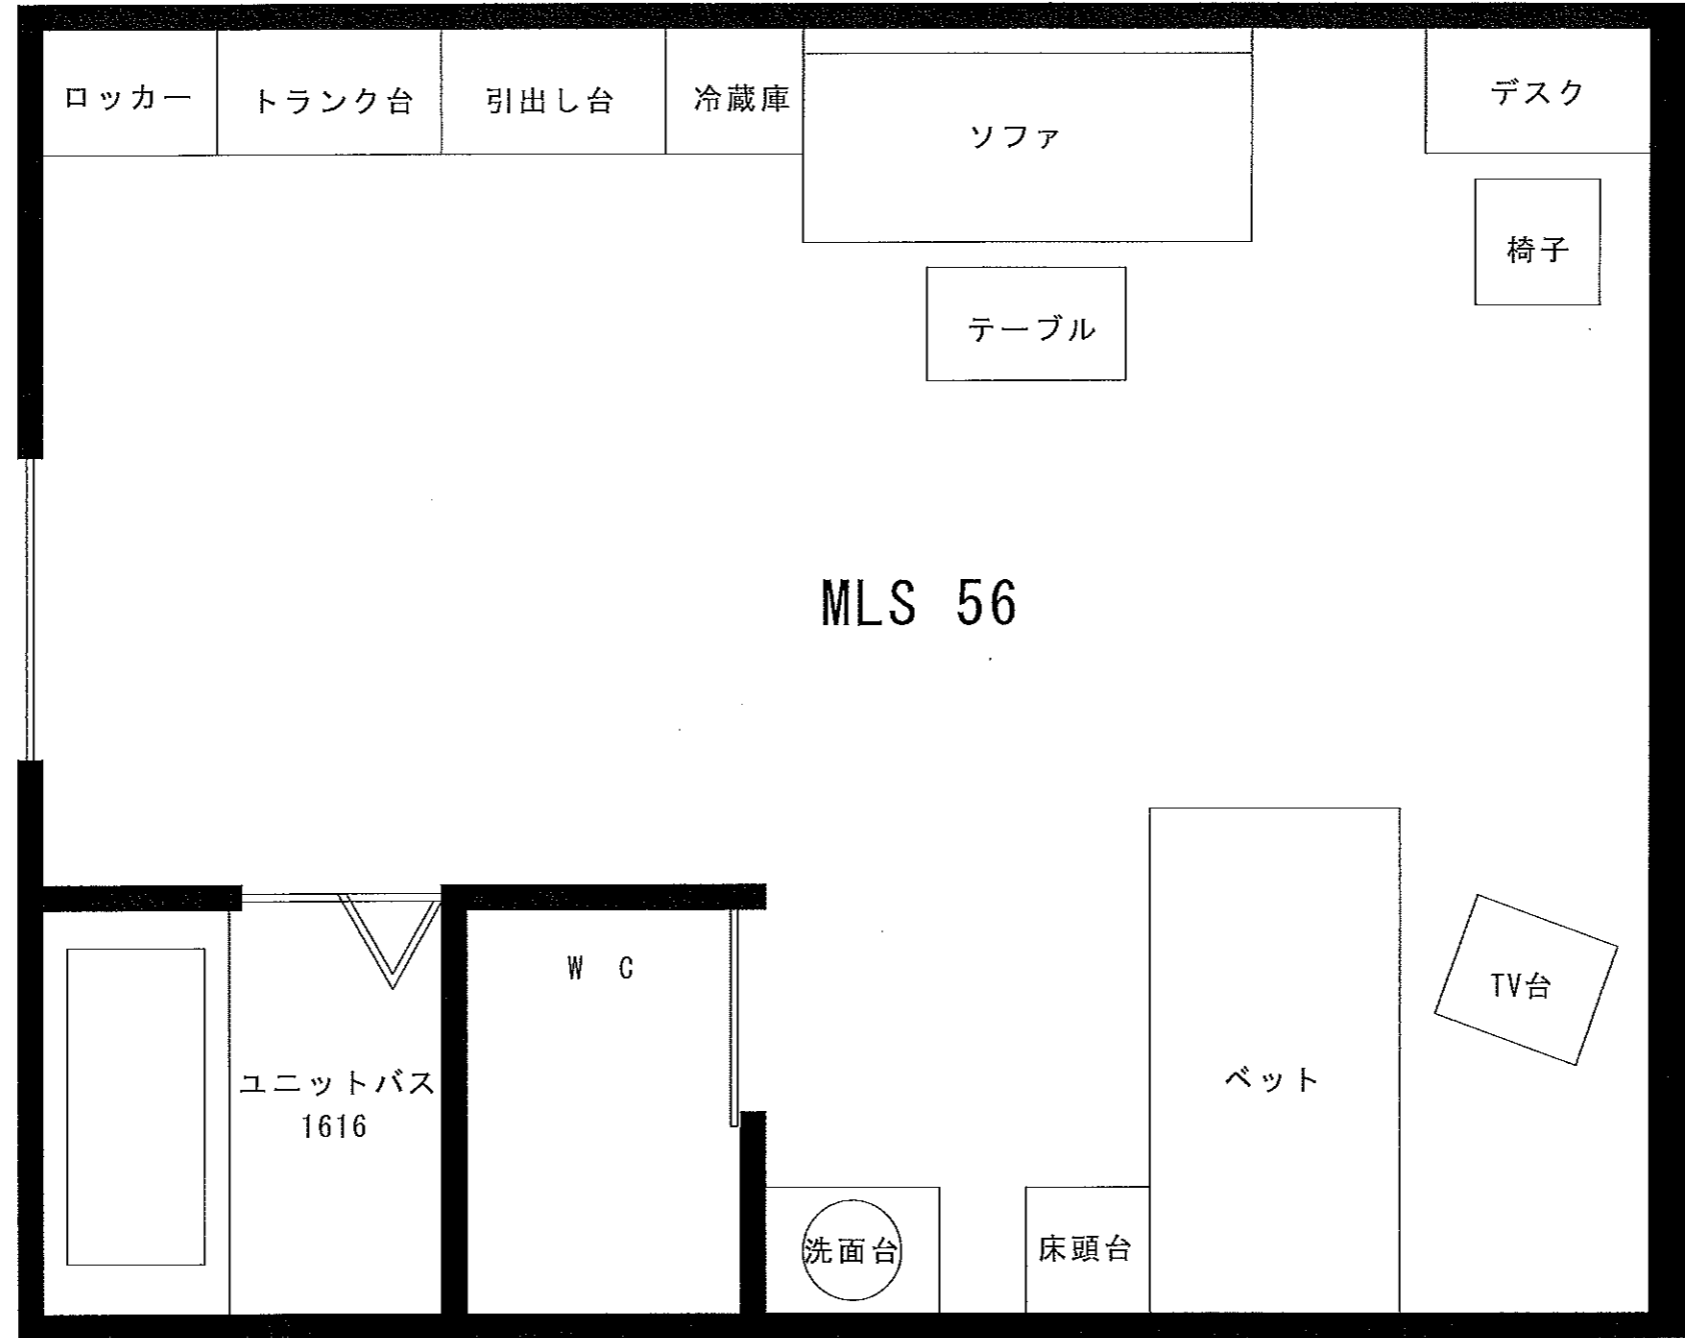 ロッカー
トランク台
引出し台
冷蔵庫
ソファ
デスク
椅子
テーブル
MLS 56
W C
TV台
ユニットバス
1616
ベット
洗面台
床頭台